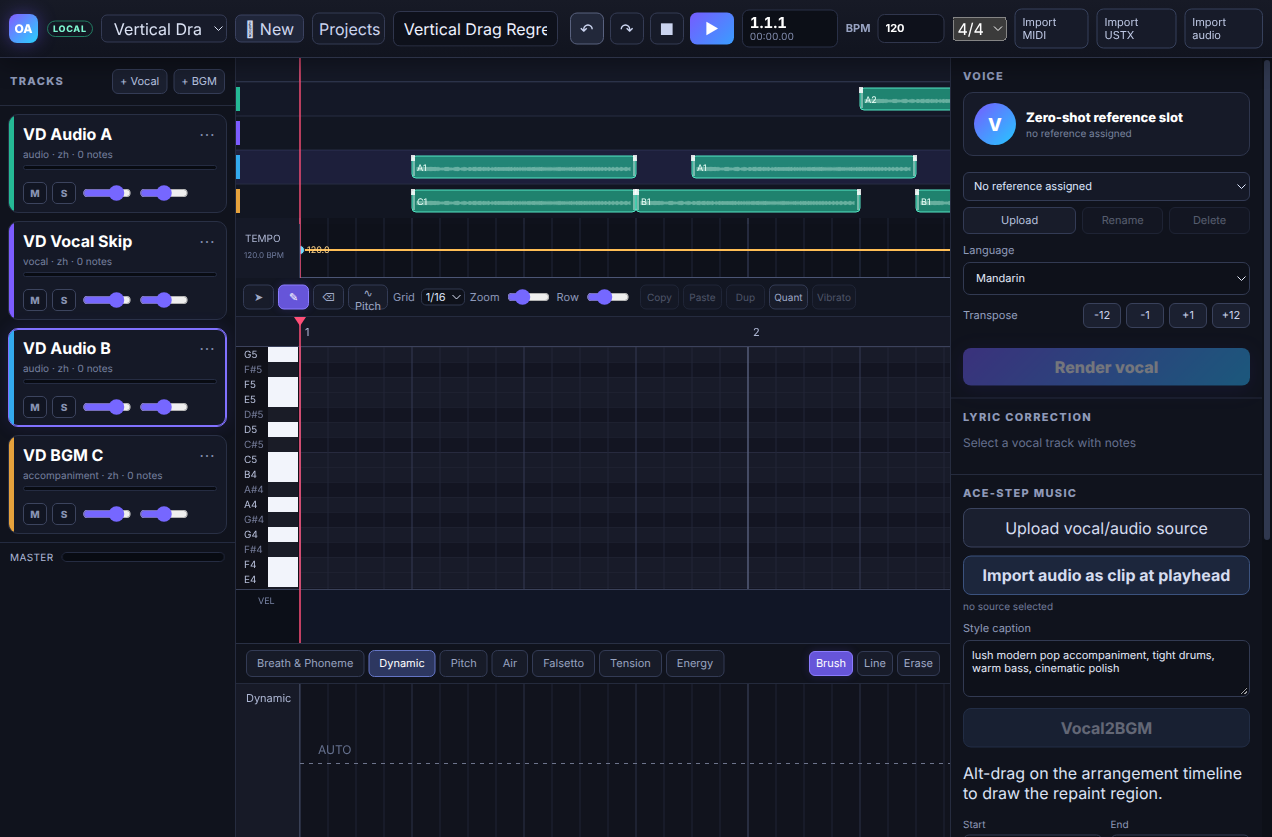 OA LOCAL Vertical Dra New Projects Vertical Drag Regre ↶ ↷ 1.1.1 BPM 120 4/4 Import MIDI Import USTX Import audio
00:00.00
TRACKS + Vocal + BGM
VD Audio A ...
audio · zh · 0 notes
M S
VD Vocal Skip ...
vocal · zh · 0 notes
M S
VD Audio B ...
audio · zh · 0 notes
M S
VD BGM C ...
accompaniment · zh · 0 notes
M S
MASTER
A2
A1 A1
C1 B1 B1
TEMPO
120.0 BPM
120.0
Pitch Grid 1/16 Zoom Row Copy Paste Dup Quant Vibrato
1 2
G5
F#5
F5
E5
D#5
D5
C#5
C5
B4
A#4
A4
G#4
G4
F#4
F4
E4
VEL
Breath & Phoneme Dynamic Pitch Air Falsetto Tension Energy Brush Line Erase
Dynamic
AUTO
VOICE
V Zero-shot reference slot
no reference assigned
No reference assigned
Upload Rename Delete
Language
Mandarin
Transpose -12 -1 +1 +12
Render vocal
LYRIC CORRECTION
Select a vocal track with notes
ACE-STEP MUSIC
Upload vocal/audio source
Import audio as clip at playhead
no source selected
Style caption
lush modern pop accompaniment, tight drums,
warm bass, cinematic polish
Vocal2BGM
Alt-drag on the arrangement timeline
to draw the repaint region.
Start End